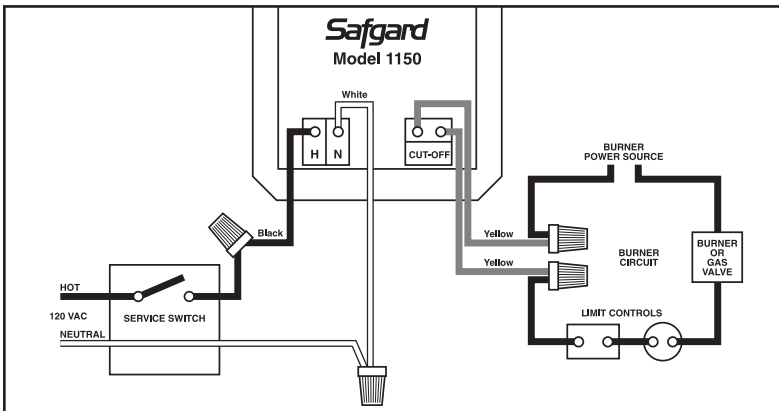 Safgard
Model 1150
White
H
N
CUT-OFF
BURNER
POWER SOURCE
Black
Yellow
Yellow
BURNER
CIRCUIT
BURNER
OR
GAS
VALVE
HOT
120 VAC
NEUTRAL
SERVICE SWITCH
LIMIT CONTROLS